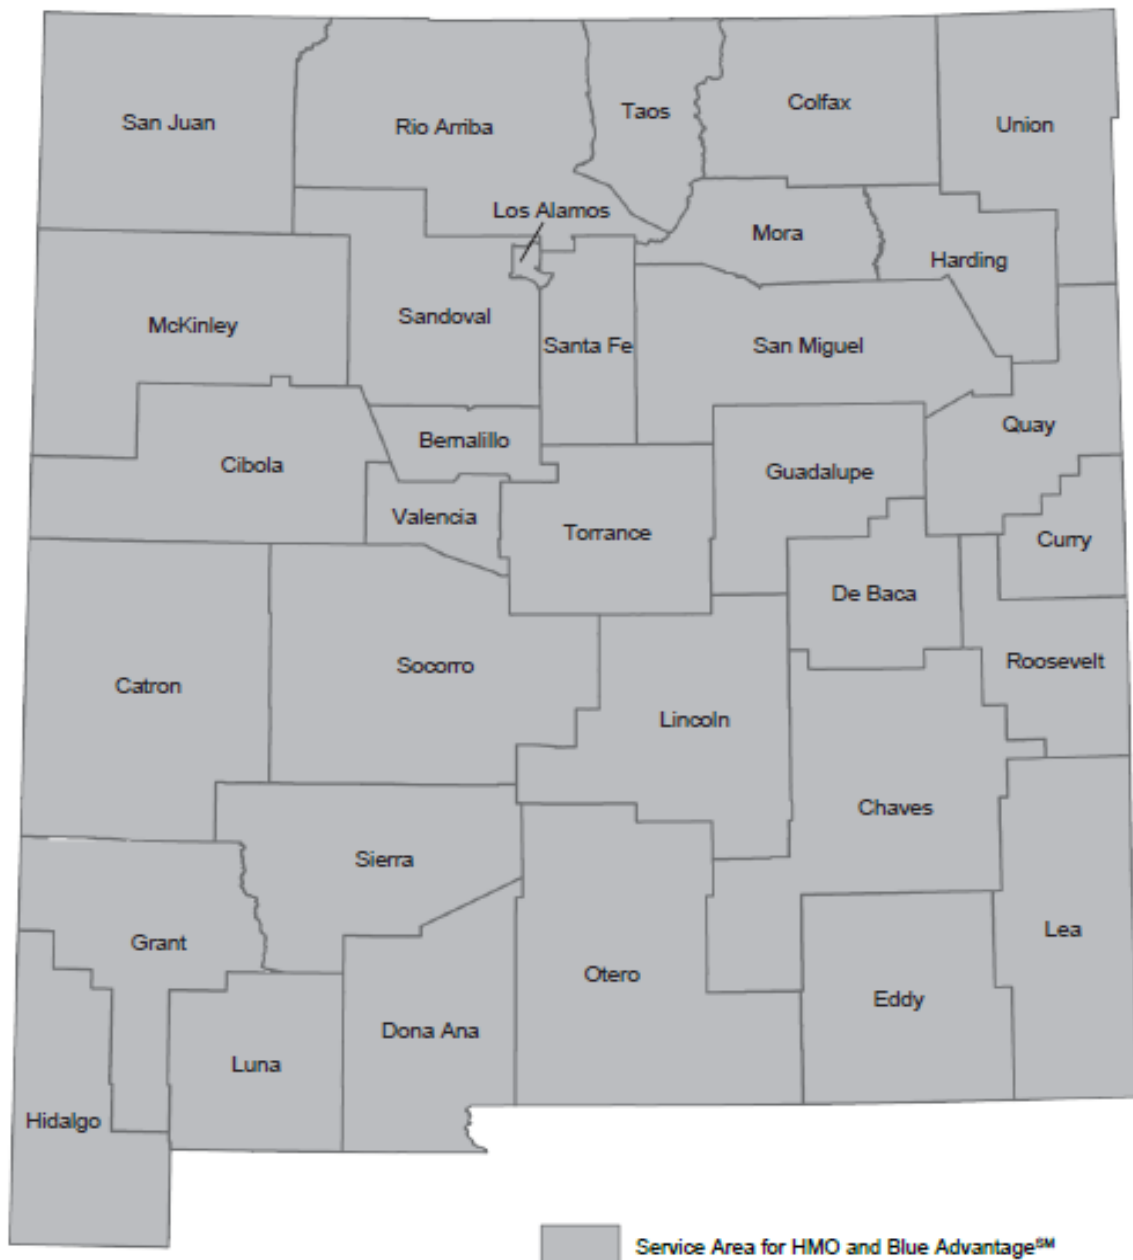 San Juan
Rio Arriba
Taos
Colfax
Union
Los Alamos
Mora
Harding
McKinley
Sandoval
Santa Fe
San Miguel
Quay
Bernalillo
Cibola
Guadalupe
Valencia
Torrance
Curry
De Baca
Socorro
Roosevelt
Catron
Lincoln
Chaves
Sierra
Grant
Lea
Otero
Eddy
Dona Ana
Luna
Hidalgo
Service Area for HMO and Blue Advantage℠